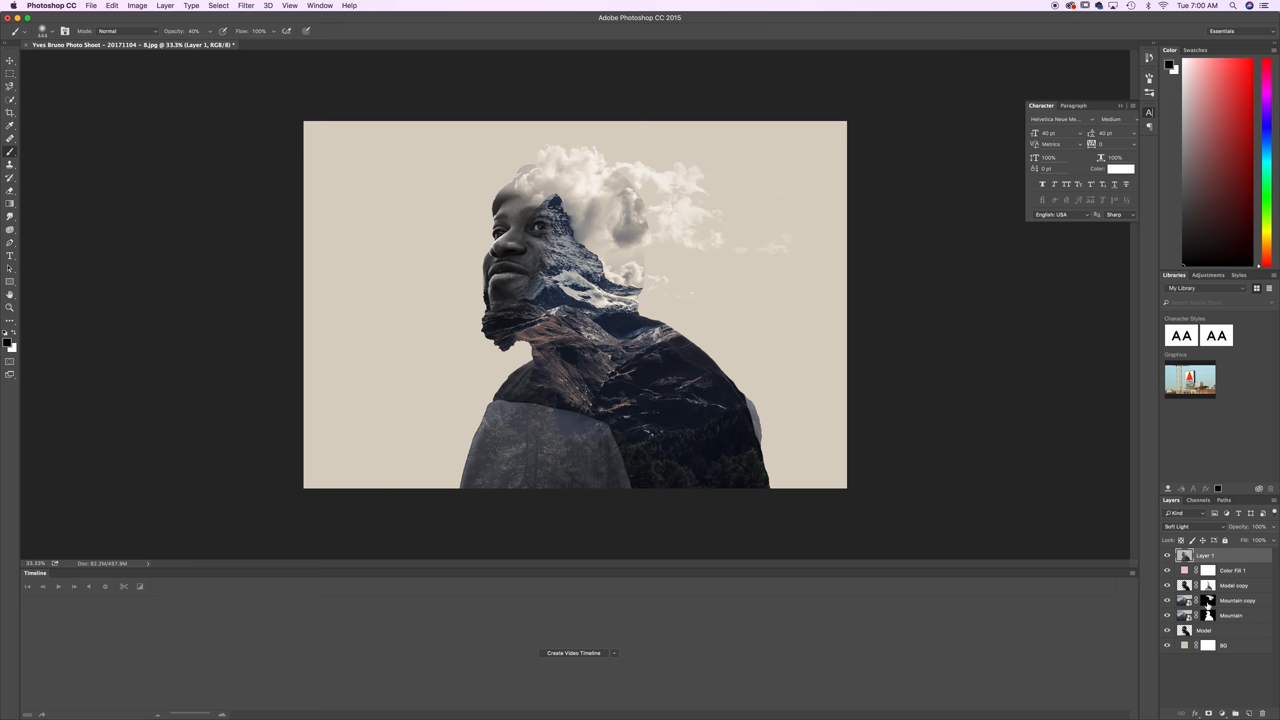 Photoshop CC File Edit Image Layer Type Select Filter 3D View Window Help Tue 7:00 AM
Adobe Photoshop CC 2015
444 Mode: Normal Opacity: 40% Flow: 100% Essentials
Yves Bruno Photo Shoot - 20171104 - 8.jpg @ 33.3% (Layer 1, RGB/8) *
Color Swatches
Character Paragraph
Helvetica Neue Me... Medium
40 pt 40 pt
Metrics 0
100% 100%
0 pt Color:
English: USA Sharp
Libraries Adjustments Styles
My Library
Search Adobe Stock
Character Styles
AA AA
Graphics
Layers Channels Paths
Kind
Soft Light Opacity: 100%
Lock: Fill: 100%
Layer 1
Color Fill 1
Model copy
Mountain copy
Mountain
Model
BG
33.33% Doc: 82.3M/457.9M
Timeline
Create Video Timeline